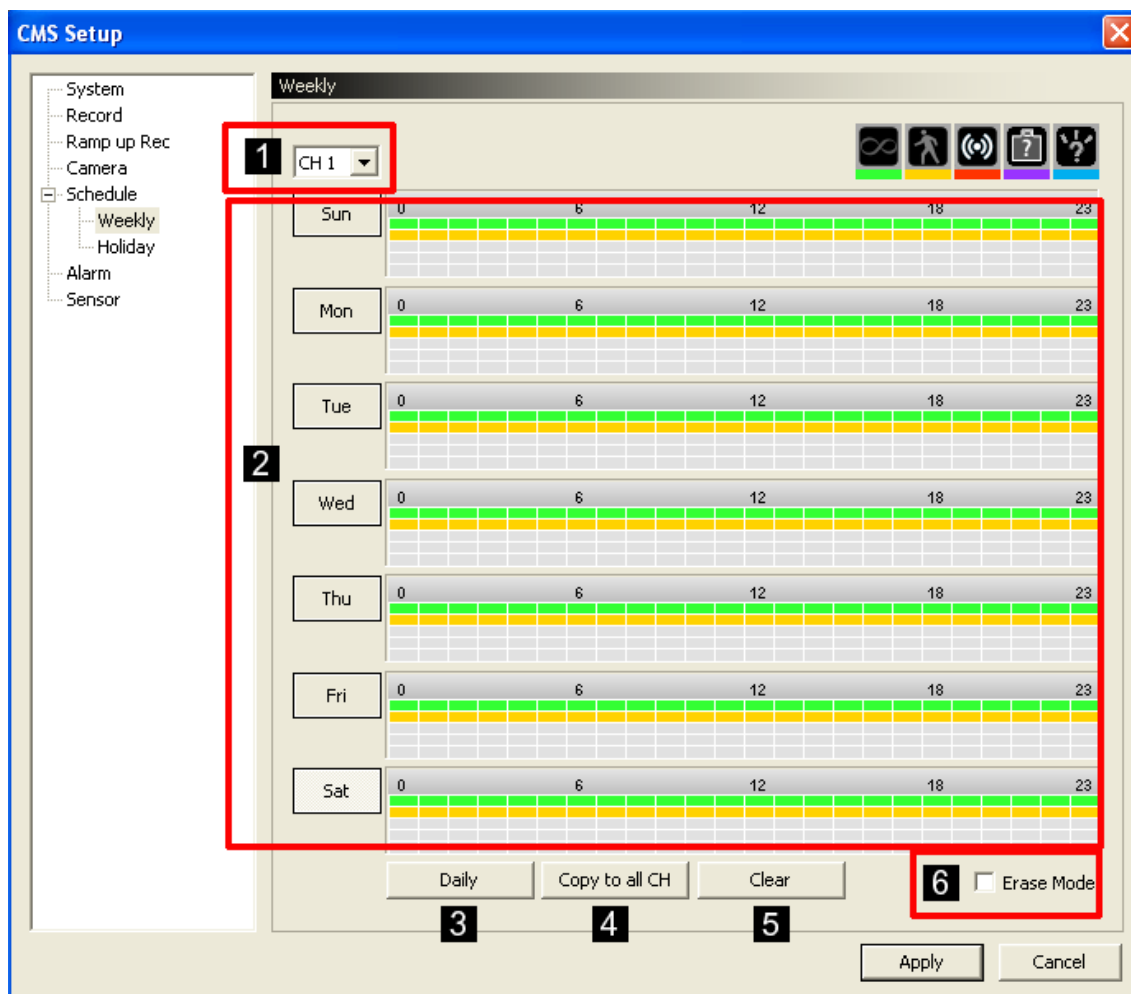 CMS Setup
System
Record
Ramp up Rec
Camera
Schedule
Weekly
Holiday
Alarm
Sensor
Weekly
1 CH 1
2
Sun 0 6 12 18 23
Mon 0 6 12 18 23
Tue 0 6 12 18 23
Wed 0 6 12 18 23
Thu 0 6 12 18 23
Fri 0 6 12 18 23
Sat 0 6 12 18 23
Daily Copy to all CH Clear 6 Erase Mode
3 4 5
Apply Cancel